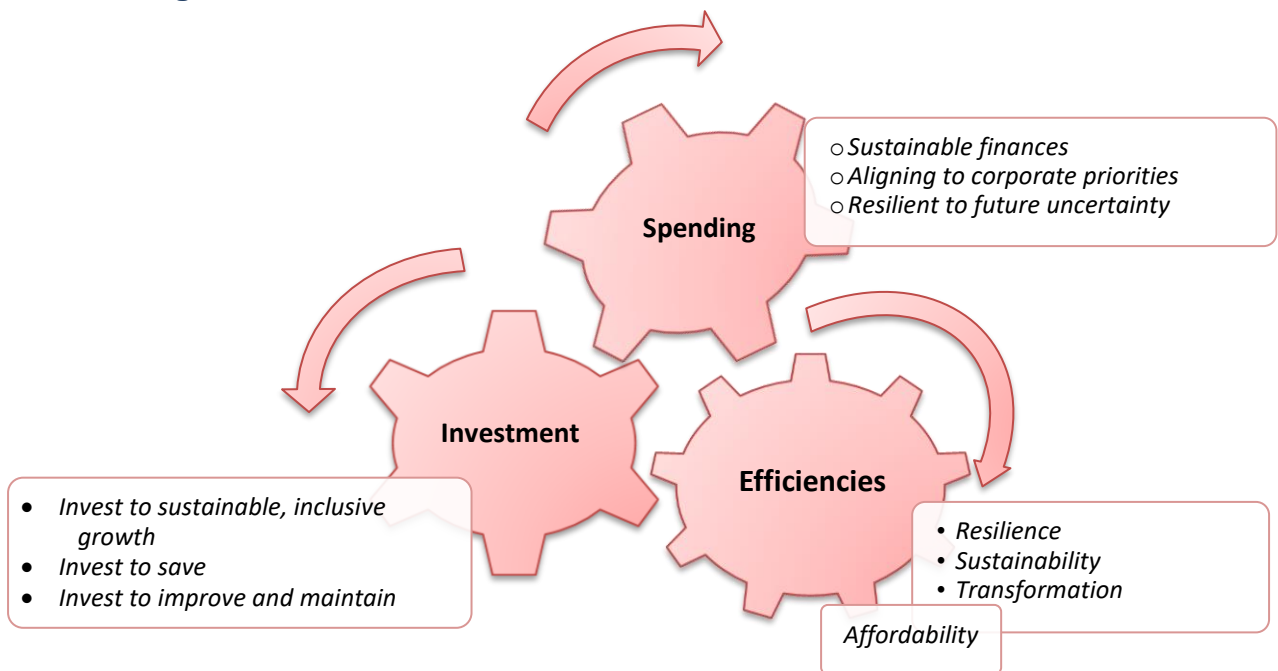 ○ Sustainable finances
○ Aligning to corporate priorities
○ Resilient to future uncertainty
Spending
Investment
Efficiencies
• Invest to sustainable, inclusive
growth
• Invest to save
• Invest to improve and maintain
• Resilience
• Sustainability
• Transformation
Affordability